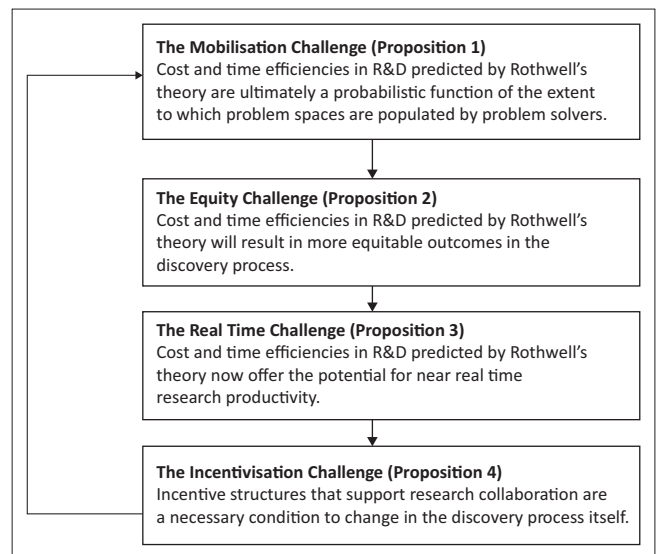 The Mobilisation Challenge (Proposition 1)
Cost and time efficiencies in R&D predicted by Rothwell's
theory are ultimately a probabilistic function of the extent
to which problem spaces are populated by problem solvers.
The Equity Challenge (Proposition 2)
Cost and time efficiencies in R&D predicted by Rothwell's
theory will result in more equitable outcomes in the
discovery process.
The Real Time Challenge (Proposition 3)
Cost and time efficiencies in R&D predicted by Rothwell's
theory now offer the potential for near real time
research productivity.
The Incentivisation Challenge (Proposition 4)
Incentive structures that support research collaboration are
a necessary condition to change in the discovery process itself.